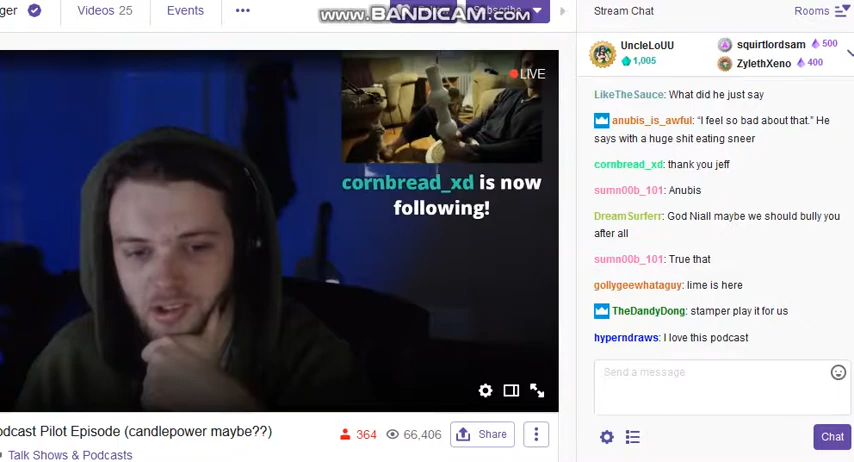 ger Videos 25 Events ••• Subscribe
www.BANDICAM.com
Stream Chat Rooms
UncleLoUU
1,005
squirtlordsam 500
ZylethXeno 400
LIVE
cornbread_xd is now
following!
LikeTheSauce: What did he just say
anubis_is_awful: “I feel so bad about that.” He
says with a huge shit eating sneer
cornbread_xd: thank you jeff
sumn00b_101: Anubis
DreamSurferr: God Niall maybe we should bully you
after all
sumn00b_101: True that
gollygeewhataguy: lime is here
TheDandyDong: stamper play it for us
hyperndraws: I love this podcast
Send a message
Chat
odcast Pilot Episode (candlepower maybe??) 364 66,406 Share
Talk Shows & Podcasts